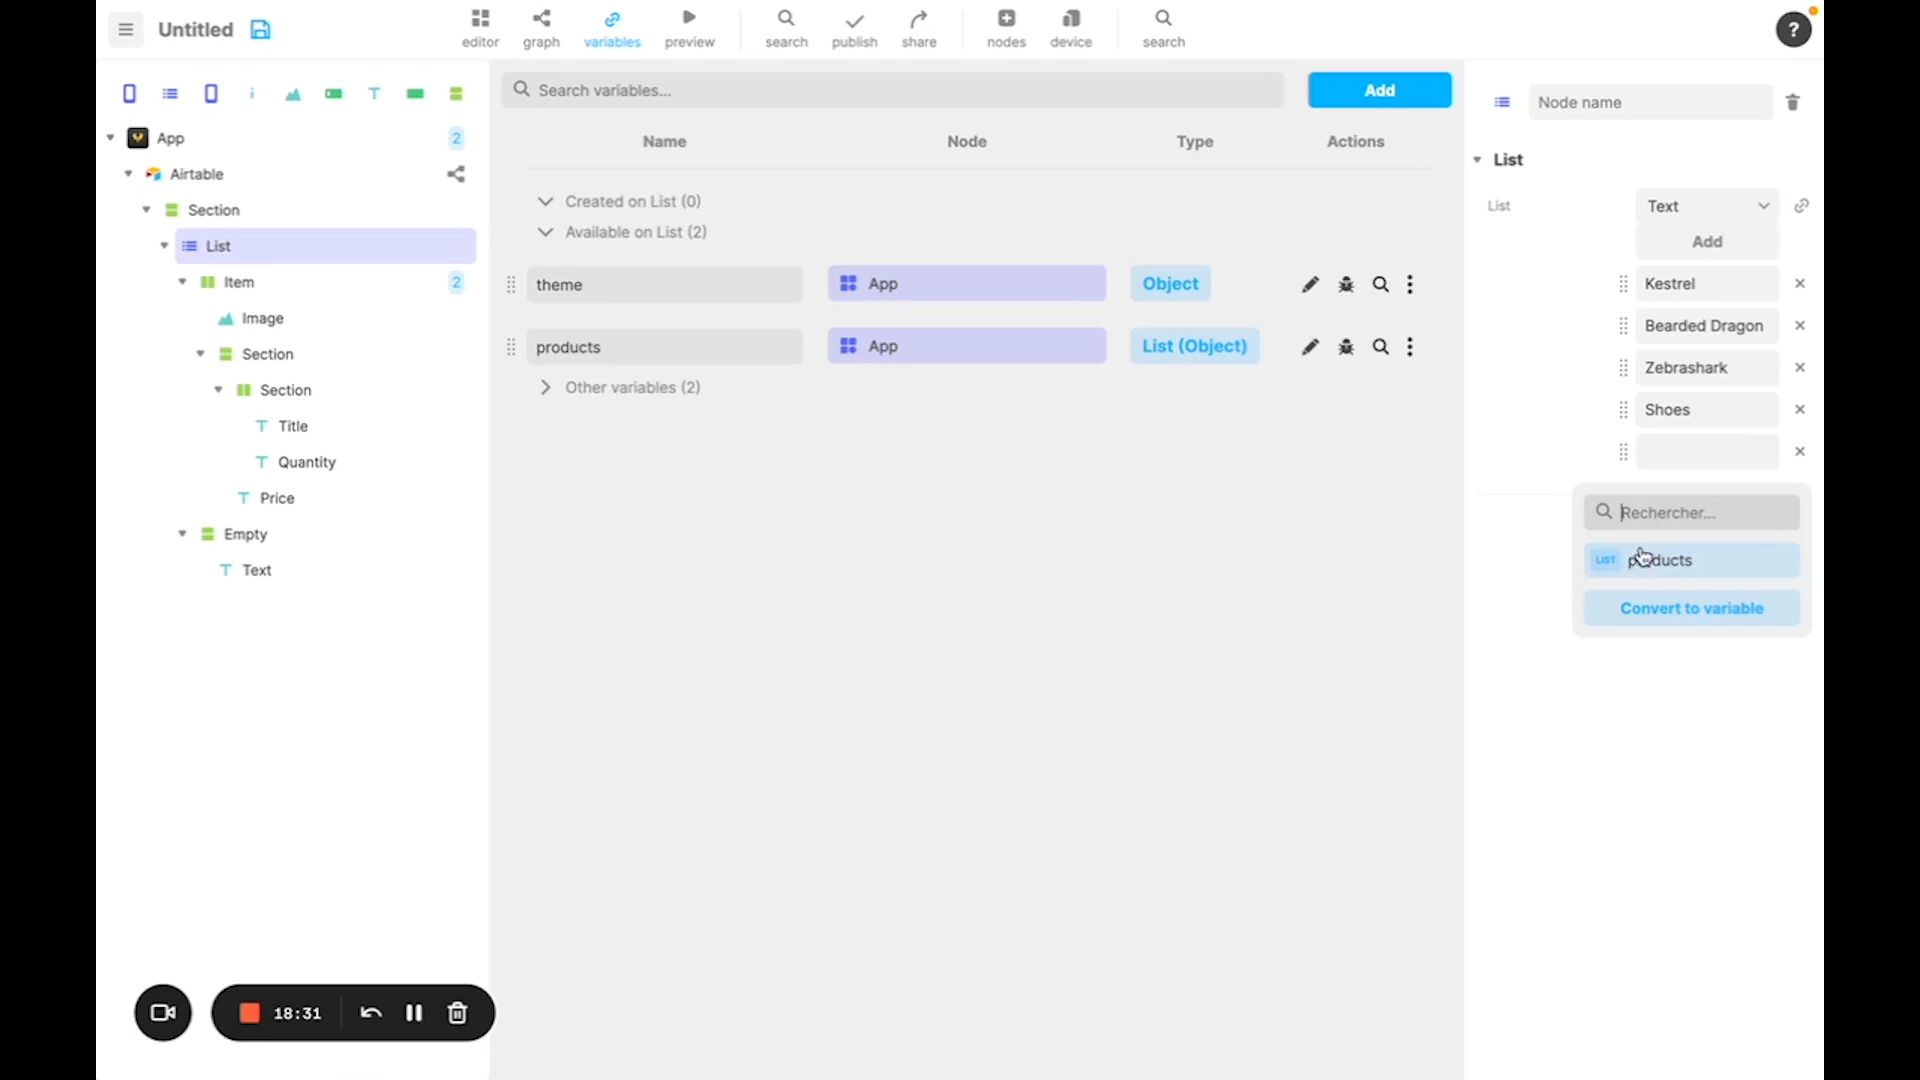 Untitled
editor
graph
variables
preview
search
publish
share
nodes
device
search
?
i
T
App
2
Airtable
Section
List
Item
2
Image
Section
Section
T Title
T Quantity
T Price
Empty
T Text
18:31
Search variables...
Add
Name
Node
Type
Actions
Created on List (0)
Available on List (2)
theme
App
Object
products
App
List (Object)
Other variables (2)
Node name
List
List
Text
Add
Kestrel
Bearded Dragon
Zebrashark
Shoes
Rechercher...
LIST products
Convert to variable